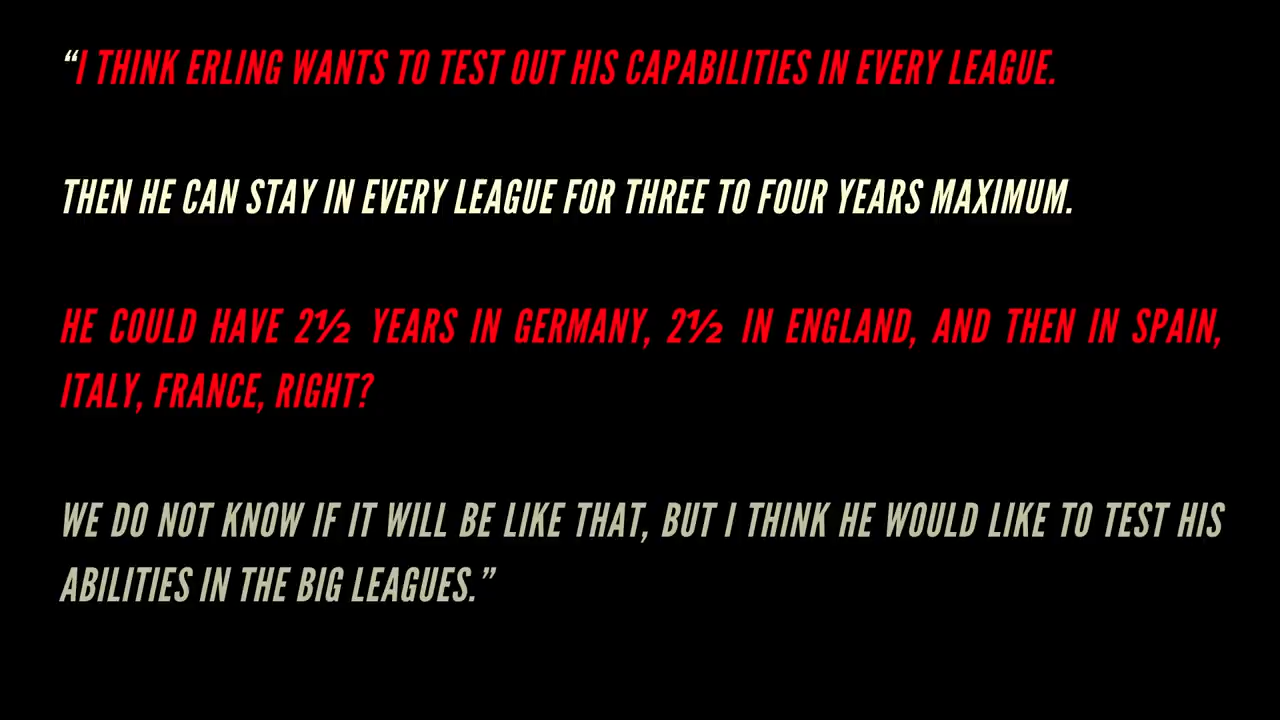 “I THINK ERLING WANTS TO TEST OUT HIS CAPABILITIES IN EVERY LEAGUE.
THEN HE CAN STAY IN EVERY LEAGUE FOR THREE TO FOUR YEARS MAXIMUM.
HE COULD HAVE 2½ YEARS IN GERMANY, 2½ IN ENGLAND, AND THEN IN SPAIN,
ITALY, FRANCE, RIGHT?
WE DO NOT KNOW IF IT WILL BE LIKE THAT, BUT I THINK HE WOULD LIKE TO TEST HIS
ABILITIES IN THE BIG LEAGUES.”